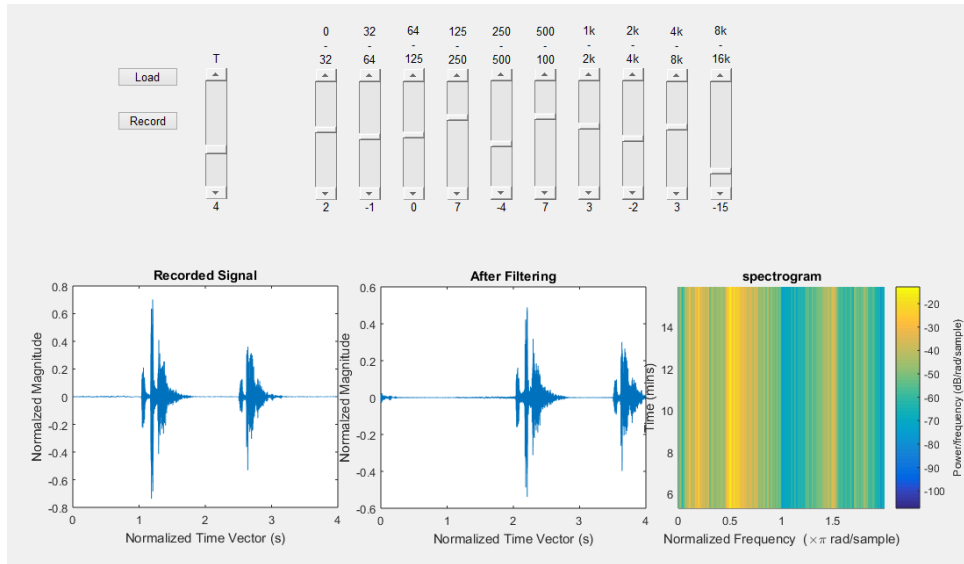 0 32 64 125 250 500 1k 2k 4k 8k
- - - - - - - - - -
T 32 64 125 250 500 100 2k 4k 8k 16k
Load
Record
4 2 -1 0 7 -4 7 3 -2 3 -15
Recorded Signal
0.8
0.6
0.4
0.2
0
-0.2
-0.4
-0.6
-0.8
Normalzed Magnitude
0 1 2 3 4
Normalized Time Vector (s)
After Filtering
0.6
0.4
0.2
0
-0.2
-0.4
-0.6
Normalzed Magnitude
0 1 2 3 4
Normalized Time Vector (s)
spectrogram
14
12
10
8
6
Time (mins)
0 0.5 1 1.5
Normalized Frequency (×π rad/sample)
-20
-30
-40
-50
-60
-70
-80
-90
-100
Power/frequency (dB/rad/sample)